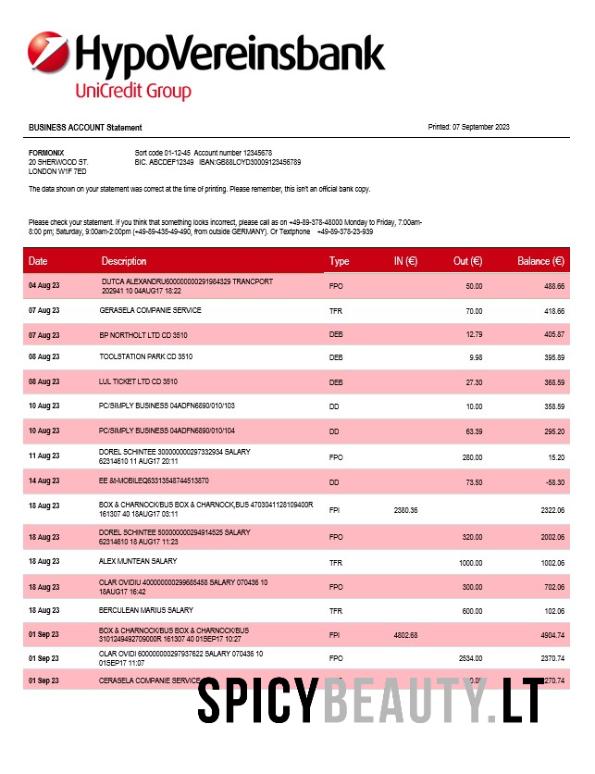 HypoVereinsbank
UniCredit Group
BUSINESS ACCOUNT Statement Printed: 07 September 2023
FORMONIX Sort code 01-12-45 Account number 12345678
20 SHERWOOD ST. BIC. ABCDEF12349 IBAN:GB88LOYD30009123456789
LONDON W1F 7ED
The data shown on your statement was correct at the time of printing. Please remember, this isn't an official bank copy.
Please check your statement. If you think that something looks incorrect, please call as on +49-89-378-48000 Monday to Friday, 7:00am-
8:00 pm; Saturday, 9:00am-2:00pm (+49-89-436-49-490, from outside GERMANY). Or Textphone +49-89-378-23-939
Date Description Type IN (€) Out (€) Balance (€)
04 Aug 23 DUTCA ALEXANDRU600000000291984329 TRANCPORT FPO 50.00 488.66
202941 10 04AUG17 18:22
07 Aug 23 GERASELA COMPANIE SERVICE TFR 70.00 418.66
07 Aug 23 BP NORTHOLT LTD CD 3510 DEB 12.79 405.87
08 Aug 23 TOOLSTATION PARK CD 3510 DEB 9.98 395.89
08 Aug 23 LUL TICKET LTD CD 3510 DEB 27.30 368.59
10 Aug 23 PC/SIMPLY BUSINESS 04ADFN6890/010/103 DD 10.00 358.59
10 Aug 23 PC/SIMPLY BUSINESS 04ADFN6890/010/104 DD 63.39 295.20
11 Aug 23 DOREL SCHINTEE 300000000297332934 SALARY FPO 280.00 15.20
62314610 11 AUG17 20:11
14 Aug 23 EE &t-MOBILEQ63313548744513870 DD 73.50 -58.30
18 Aug 23 BOX & CHARNOCK/BUS BOX & CHARNOCK,BUS 4703041128109400R FPI 2380.36 2322.06
161307 40 18AUG17 03:11
18 Aug 23 DOREL SCHINTEE 500000000294914525 SALARY FPO 320.00 2002.06
62314610 18 AUG17 11:23
18 Aug 23 ALEX MUNTEAN SALARY TFR 1000.00 1002.06
18 Aug 23 OLAR OVIDIU 400000000299685458 SALARY 070436 10 FPO 300.00 702.06
18AUG17 16:42
18 Aug 23 BERCULEAN MARIUS SALARY TFR 600.00 102.06
01 Sep 23 BOX & CHARNOCK/BUS BOX & CHARNOCK/BUS FPI 4802.68 4904.74
3101249492709000R 161307 40 01SEP17 10:27
01 Sep 23 OLAR OVIDI 600000000297937622 SALARY 070436 10 FPO 2534.00 2370.74
01SEP17 11:07
01 Sep 23 CERASELA COMPANIE SERVICE
SPICYBEAUTY.LT